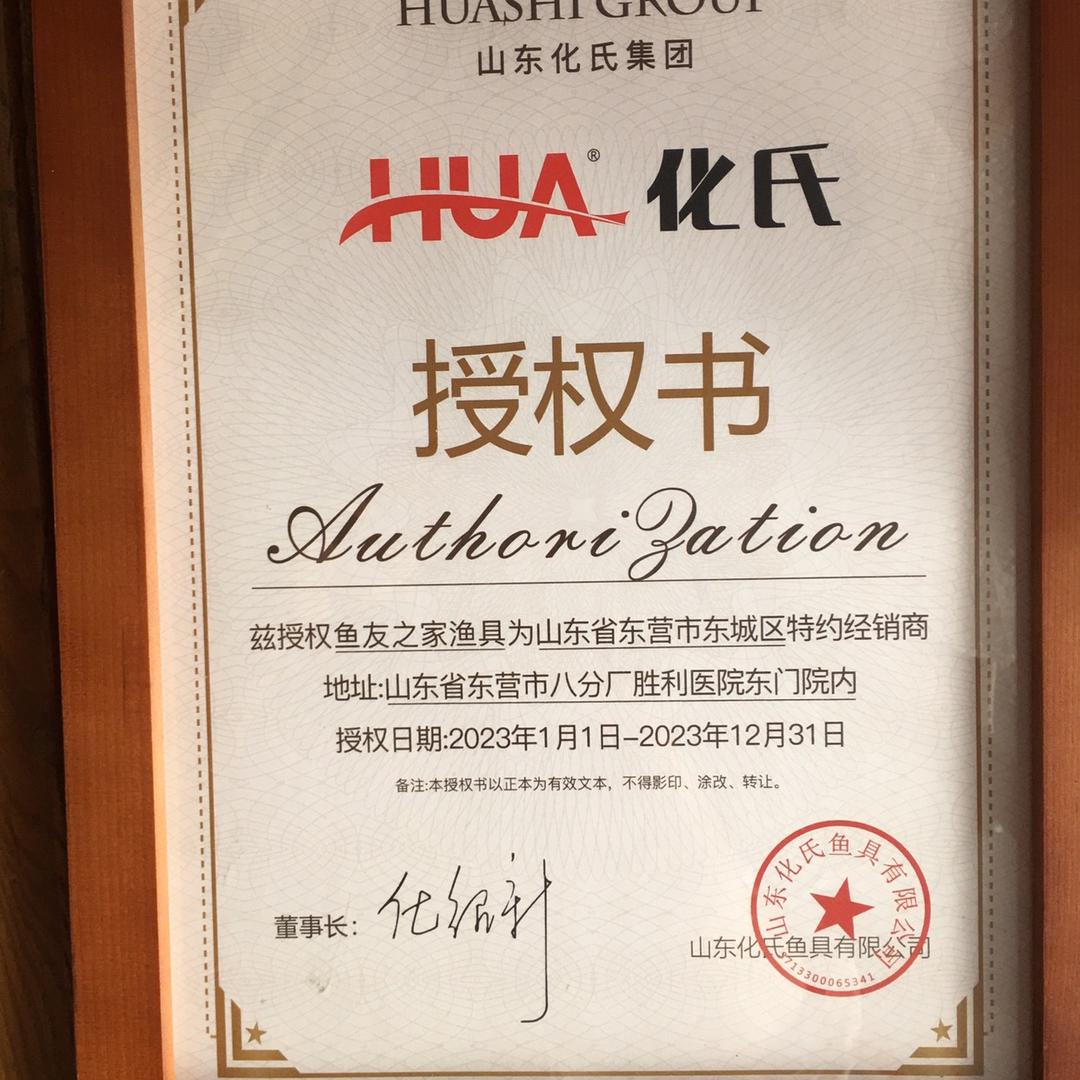 HUASHI GROUP
山东化氏集团
HUA® 化氏
授权书
AuthoriZation
兹授权鱼友之家渔具为山东省东营市东城区特约经销商
地址:山东省东营市八分厂胜利医院东门院内
授权日期:2023年1月1日-2023年12月31日
备注:本授权书以正本为有效文本，不得影印、涂改、转让。
董事长：
化绍利
山东化氏鱼具有限公司
山东化氏鱼具有限公司
3713300065341